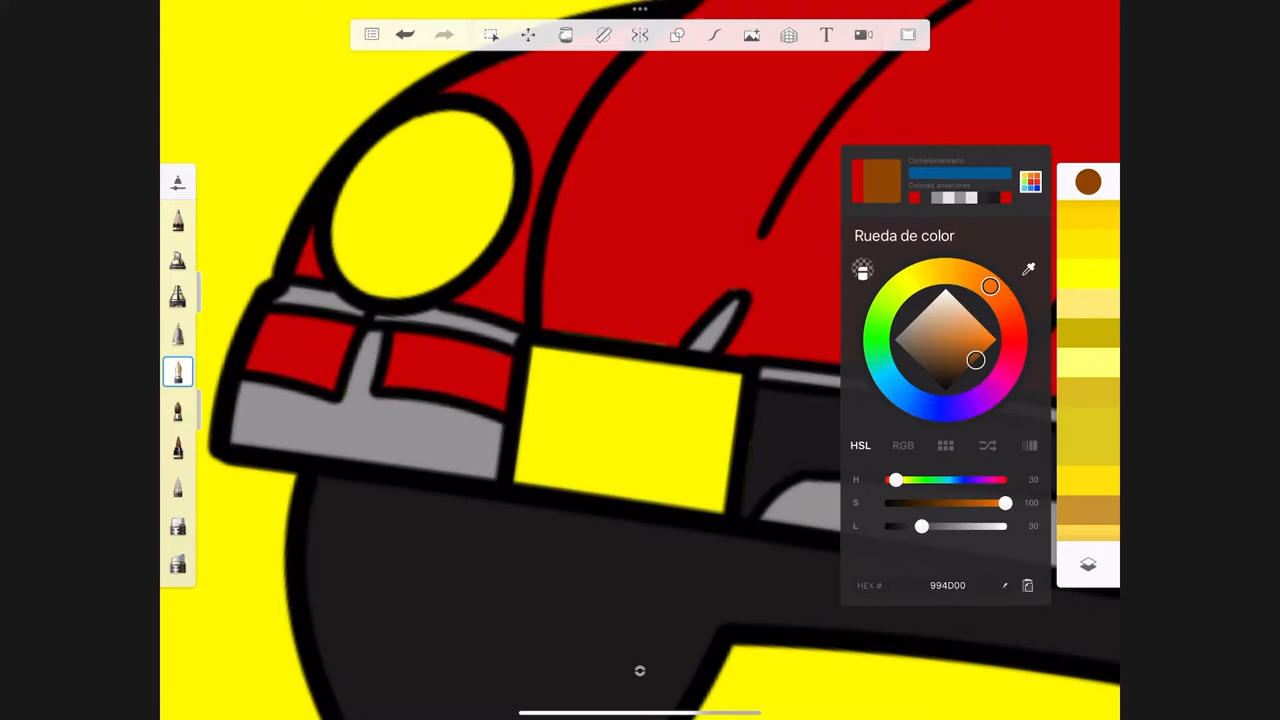 T
Complementario
Colores anteriores
Rueda de color
HSL RGB
H 30
S 100
L 30
HEX # 994D00